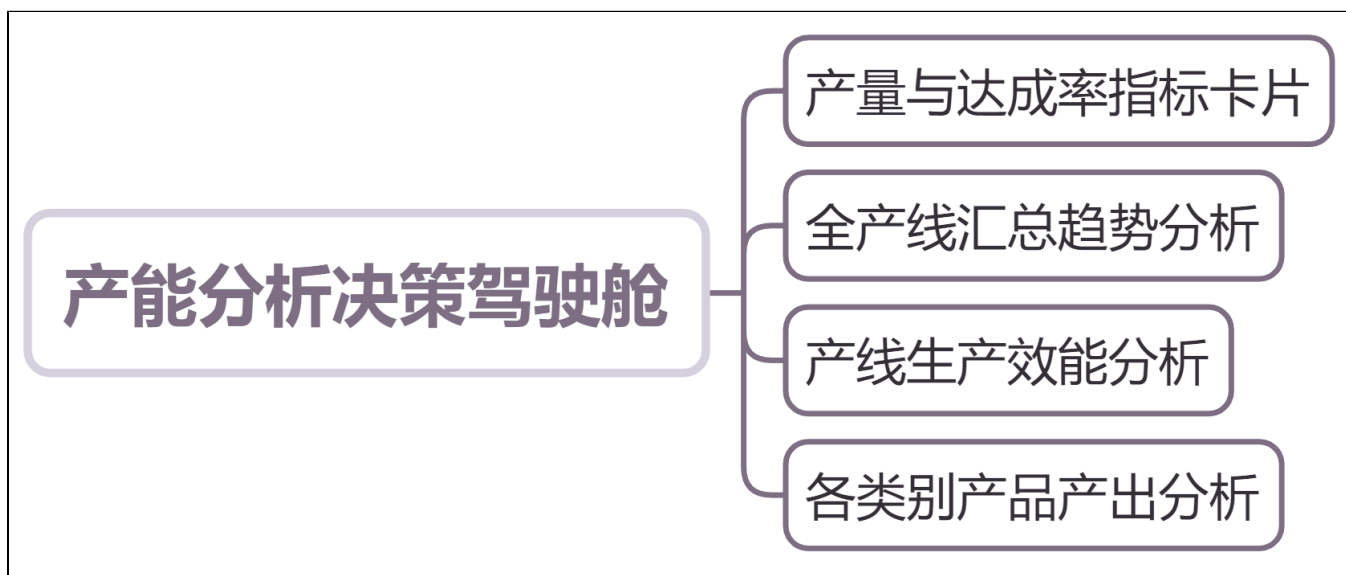 产能分析决策驾驶舱
产量与达成率指标卡片
全产线汇总趋势分析
产线生产效能分析
各类别产品产出分析